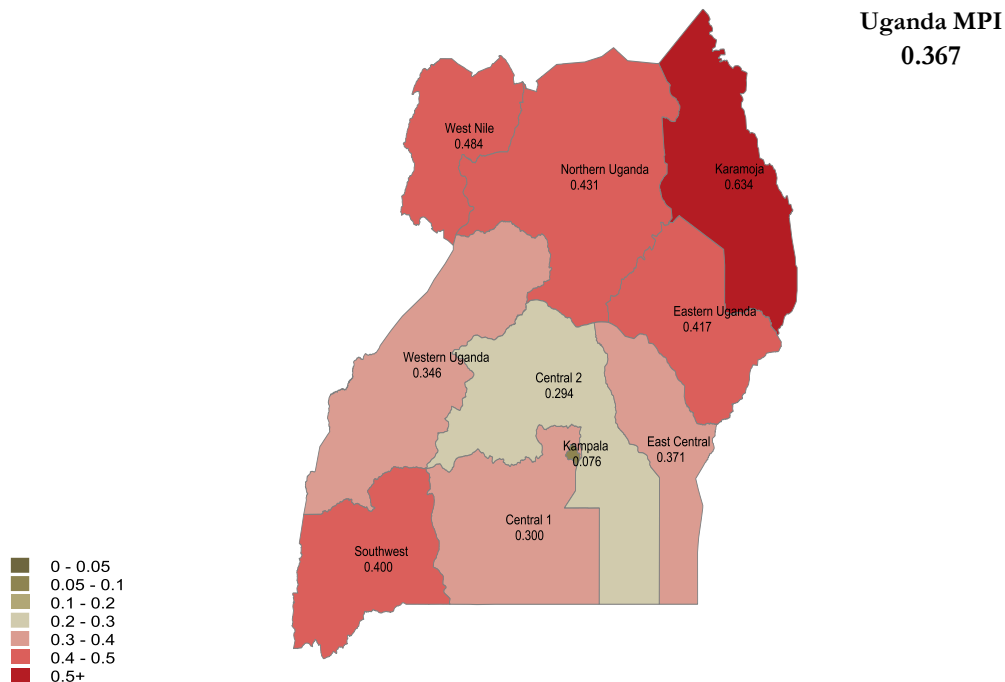 Uganda MPI
0.367
West Nile
0.484
Northern Uganda
0.431
Karamoja
0.634
Eastern Uganda
0.417
Western Uganda
0.346
Central 2
0.294
Kampala
0.076
East Central
0.371
Central 1
0.300
Southwest
0.400
0 - 0.05
0.05 - 0.1
0.1 - 0.2
0.2 - 0.3
0.3 - 0.4
0.4 - 0.5
0.5+